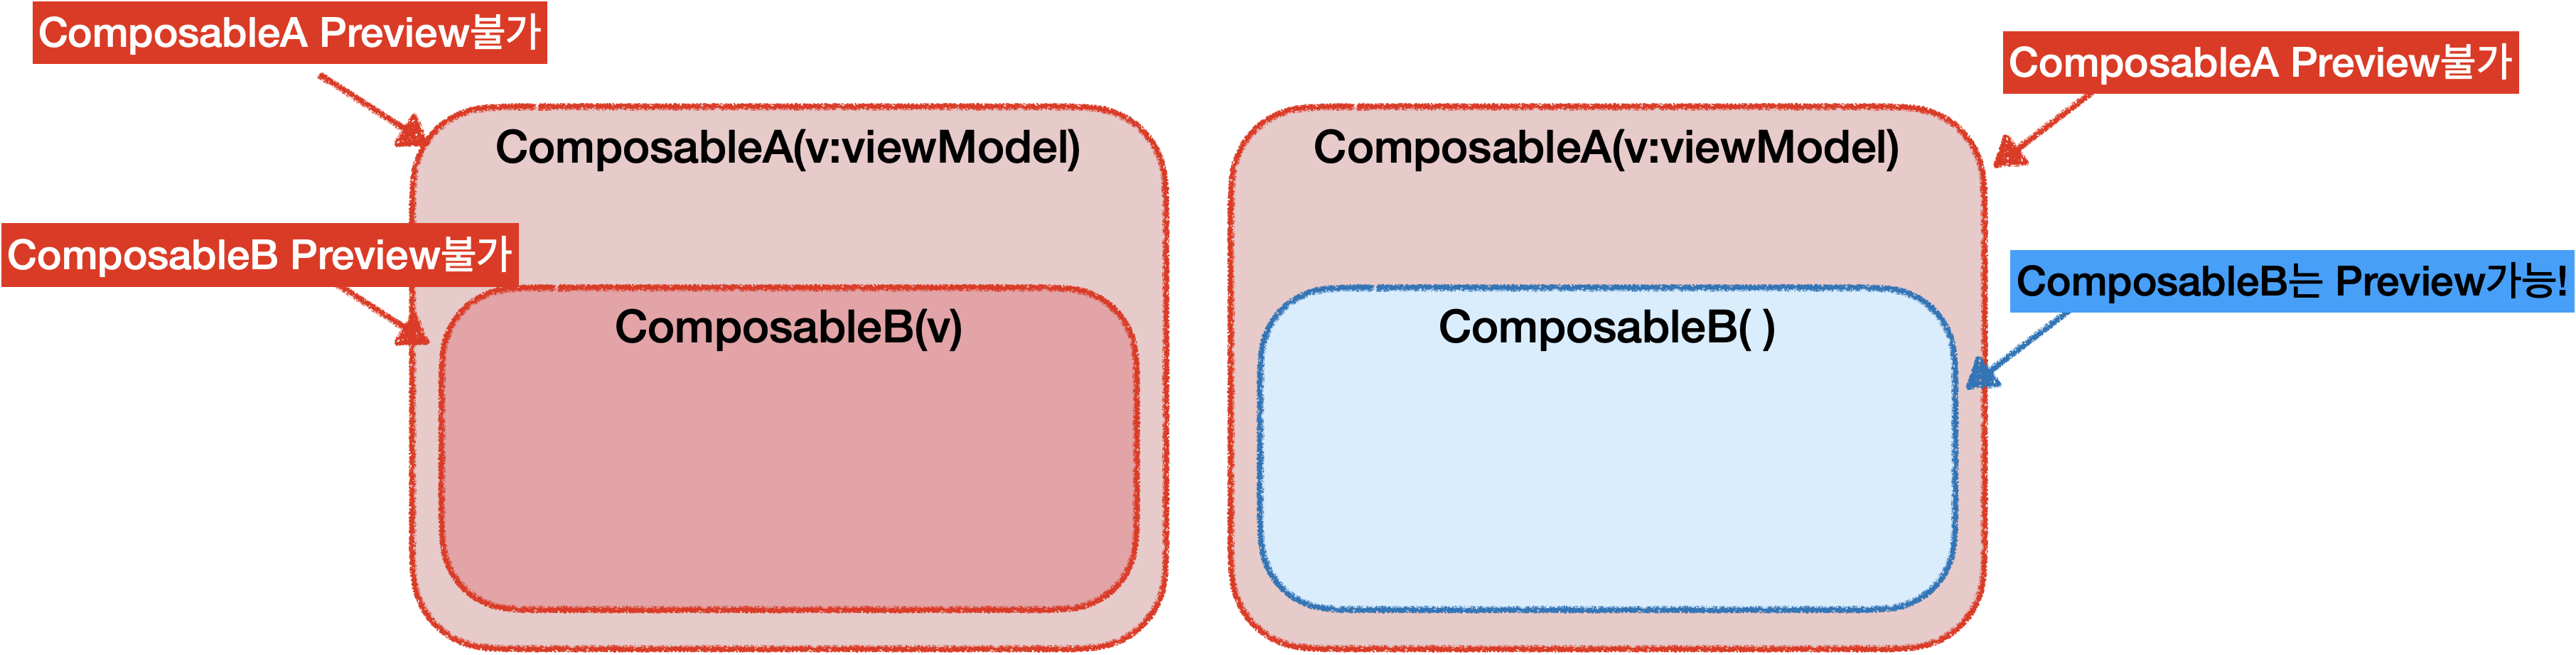 ComposableA Preview불가
ComposableA(v:viewModel)
ComposableB Preview불가
ComposableB(v)
ComposableA Preview불가
ComposableA(v:viewModel)
ComposableB는 Preview가능!
ComposableB( )